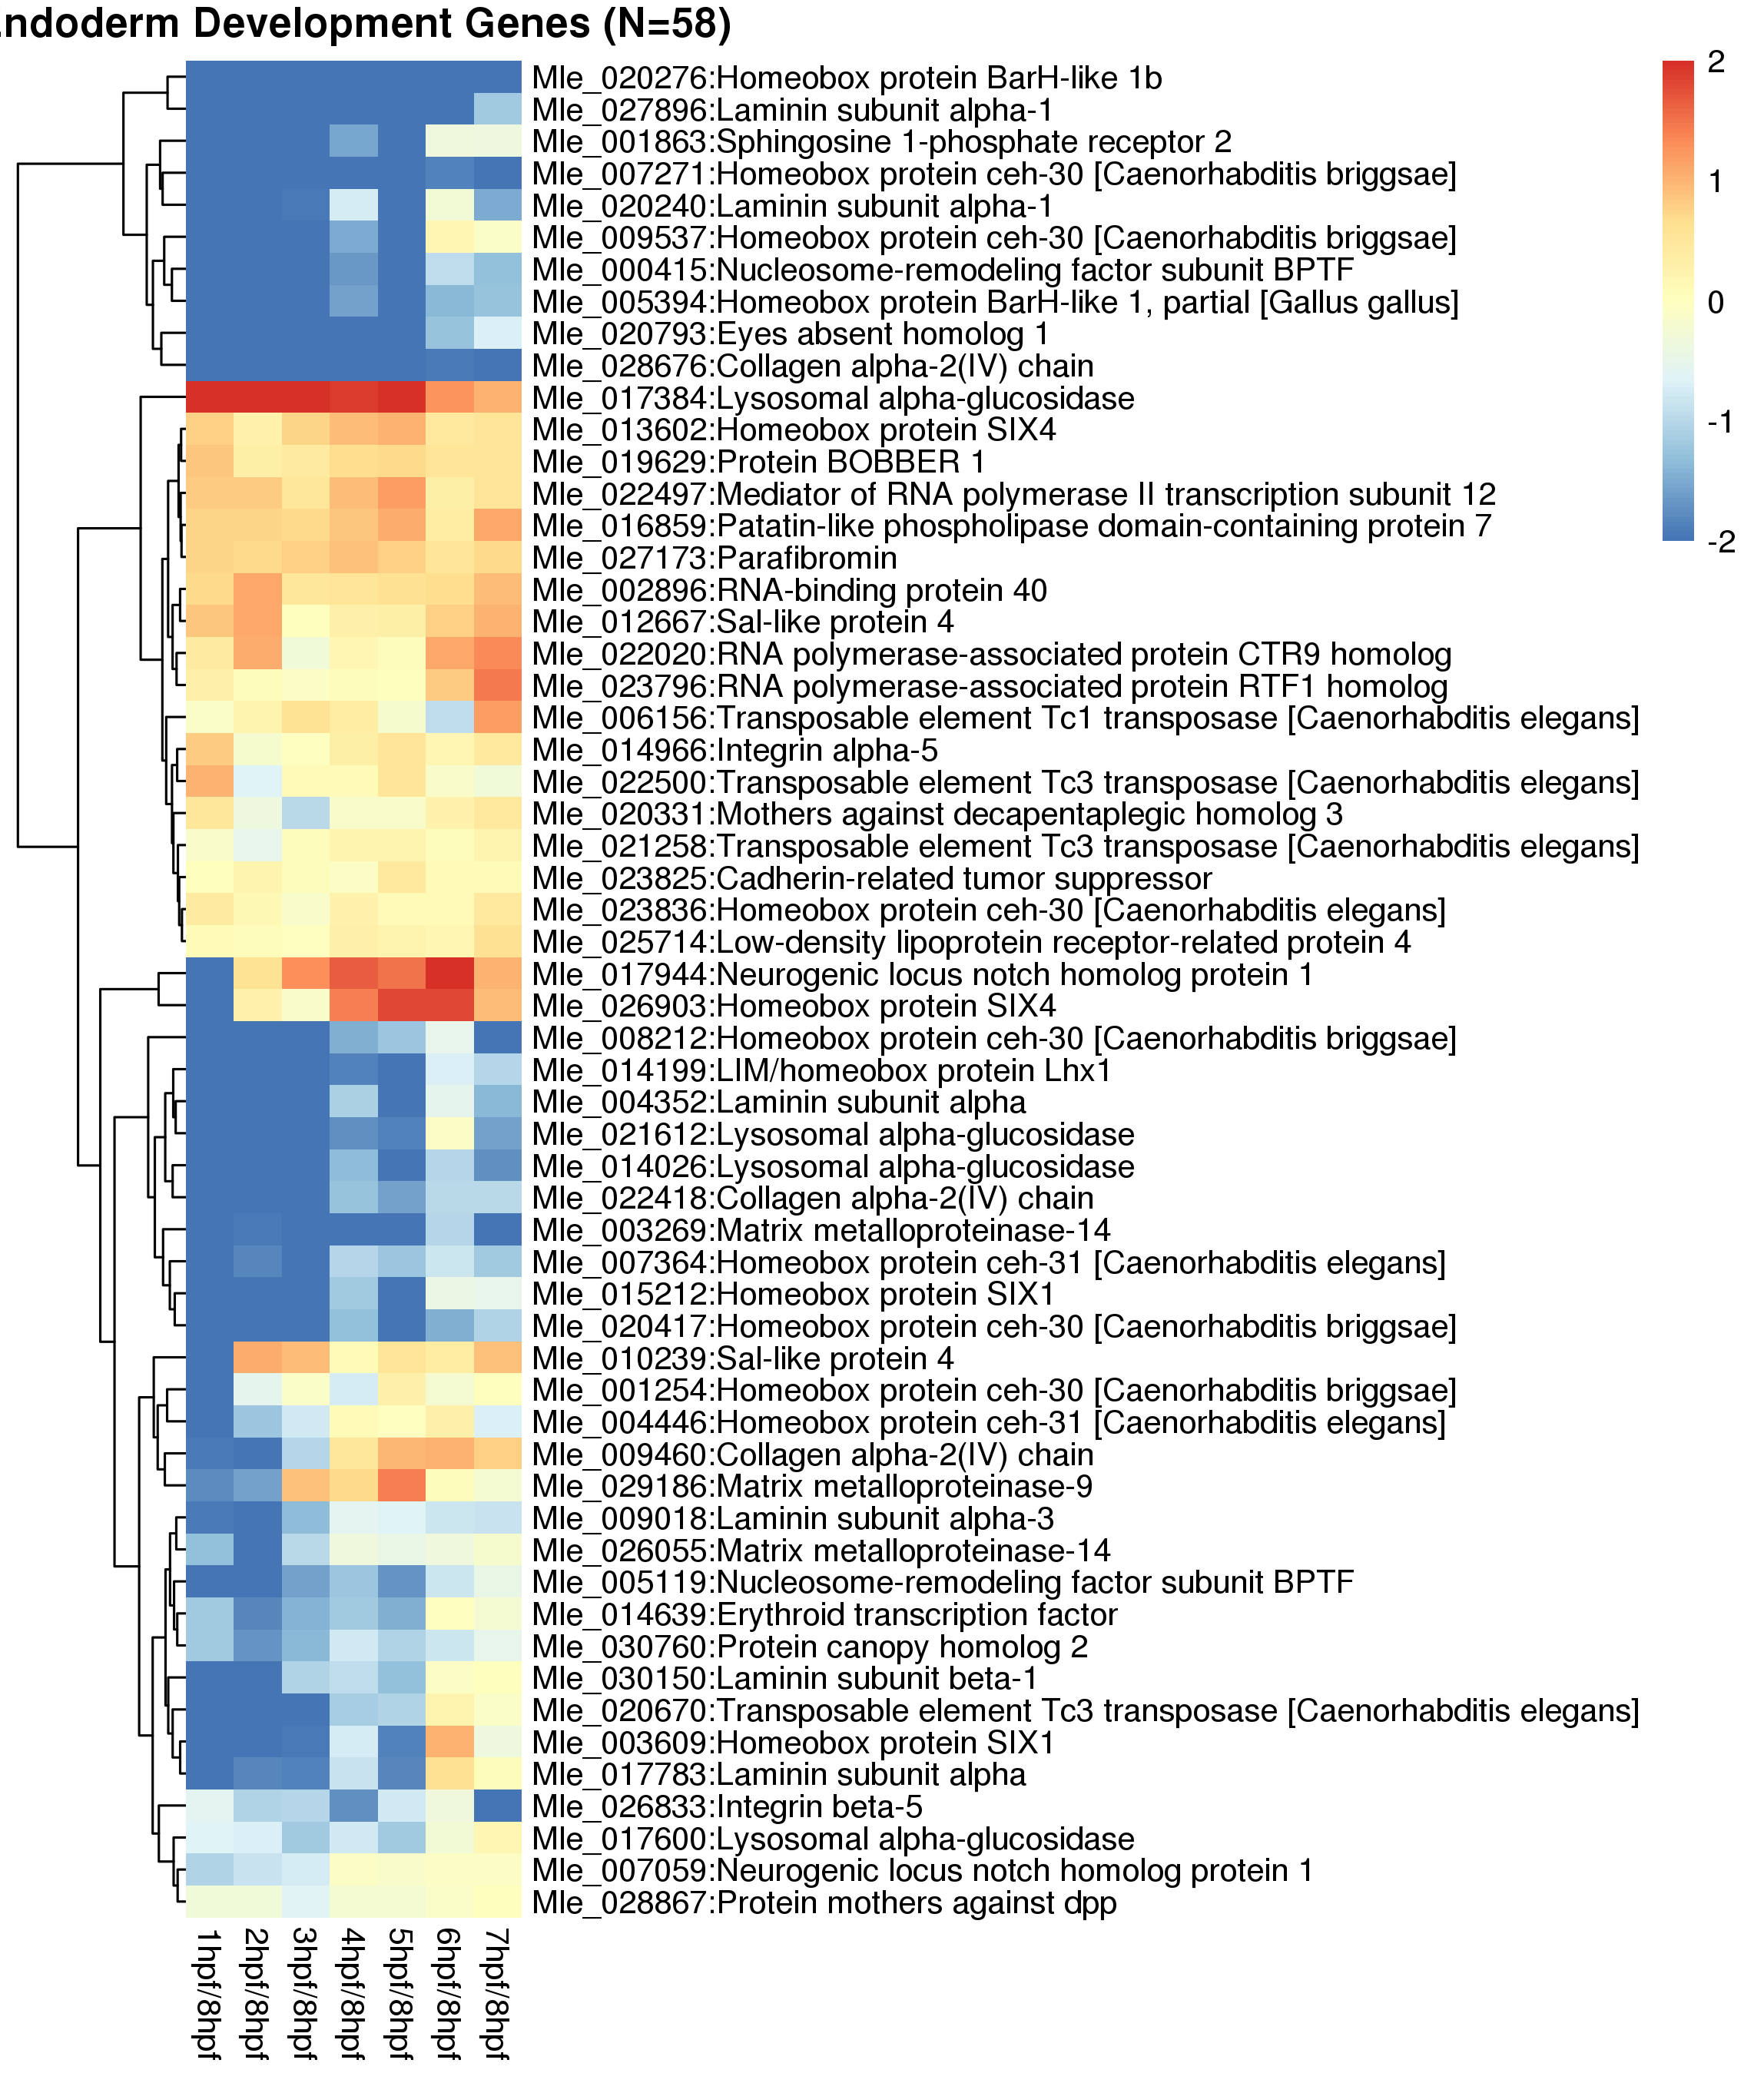 ndoderm Development Genes (N=58)
Mle_020276:Homeobox protein BarH-like 1b
Mle_027896:Laminin subunit alpha-1
Mle_001863:Sphingosine 1-phosphate receptor 2
Mle_007271:Homeobox protein ceh-30 [Caenorhabditis briggsae]
Mle_020240:Laminin subunit alpha-1
Mle_009537:Homeobox protein ceh-30 [Caenorhabditis briggsae]
Mle_000415:Nucleosome-remodeling factor subunit BPTF
Mle_005394:Homeobox protein BarH-like 1, partial [Gallus gallus]
Mle_020793:Eyes absent homolog 1
Mle_028676:Collagen alpha-2(IV) chain
Mle_017384:Lysosomal alpha-glucosidase
Mle_013602:Homeobox protein SIX4
Mle_019629:Protein BOBBER 1
Mle_022497:Mediator of RNA polymerase II transcription subunit 12
Mle_016859:Patatin-like phospholipase domain-containing protein 7
Mle_027173:Parafibromin
Mle_002896:RNA-binding protein 40
Mle_012667:Sal-like protein 4
Mle_022020:RNA polymerase-associated protein CTR9 homolog
Mle_023796:RNA polymerase-associated protein RTF1 homolog
Mle_006156:Transposable element Tc1 transposase [Caenorhabditis elegans]
Mle_014966:Integrin alpha-5
Mle_022500:Transposable element Tc3 transposase [Caenorhabditis elegans]
Mle_020331:Mothers against decapentaplegic homolog 3
Mle_021258:Transposable element Tc3 transposase [Caenorhabditis elegans]
Mle_023825:Cadherin-related tumor suppressor
Mle_023836:Homeobox protein ceh-30 [Caenorhabditis elegans]
Mle_025714:Low-density lipoprotein receptor-related protein 4
Mle_017944:Neurogenic locus notch homolog protein 1
Mle_026903:Homeobox protein SIX4
Mle_008212:Homeobox protein ceh-30 [Caenorhabditis briggsae]
Mle_014199:LIM/homeobox protein Lhx1
Mle_004352:Laminin subunit alpha
Mle_021612:Lysosomal alpha-glucosidase
Mle_014026:Lysosomal alpha-glucosidase
Mle_022418:Collagen alpha-2(IV) chain
Mle_003269:Matrix metalloproteinase-14
Mle_007364:Homeobox protein ceh-31 [Caenorhabditis elegans]
Mle_015212:Homeobox protein SIX1
Mle_020417:Homeobox protein ceh-30 [Caenorhabditis briggsae]
Mle_010239:Sal-like protein 4
Mle_001254:Homeobox protein ceh-30 [Caenorhabditis briggsae]
Mle_004446:Homeobox protein ceh-31 [Caenorhabditis elegans]
Mle_009460:Collagen alpha-2(IV) chain
Mle_029186:Matrix metalloproteinase-9
Mle_009018:Laminin subunit alpha-3
Mle_026055:Matrix metalloproteinase-14
Mle_005119:Nucleosome-remodeling factor subunit BPTF
Mle_014639:Erythroid transcription factor
Mle_030760:Protein canopy homolog 2
Mle_030150:Laminin subunit beta-1
Mle_020670:Transposable element Tc3 transposase [Caenorhabditis elegans]
Mle_003609:Homeobox protein SIX1
Mle_017783:Laminin subunit alpha
Mle_026833:Integrin beta-5
Mle_017600:Lysosomal alpha-glucosidase
Mle_007059:Neurogenic locus notch homolog protein 1
Mle_028867:Protein mothers against dpp
1hpf/8hpf
2hpf/8hpf
3hpf/8hpf
4hpf/8hpf
5hpf/8hpf
6hpf/8hpf
7hpf/8hpf
2
1
0
-1
-2